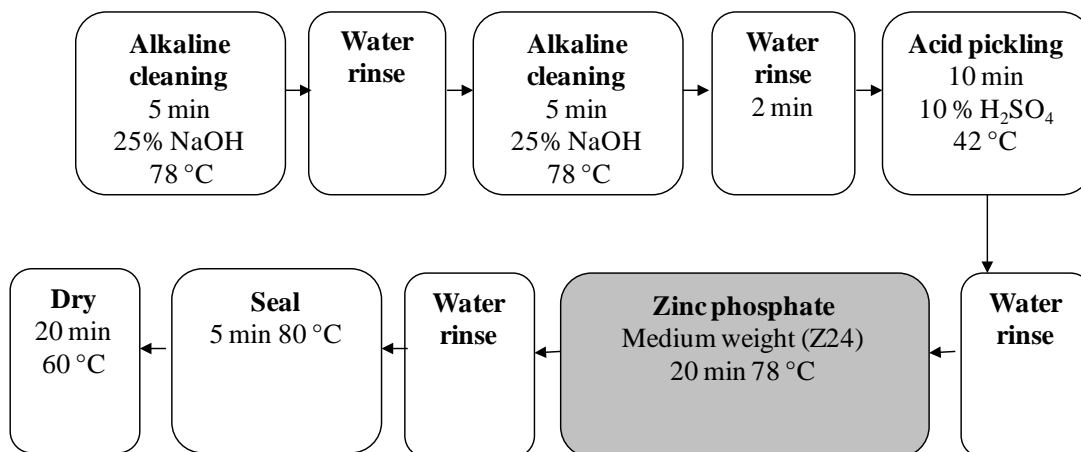 Alkaline
cleaning
5 min
25% NaOH
78 °C
Water
rinse
Alkaline
cleaning
5 min
25% NaOH
78 °C
Water
rinse
2 min
Acid pickling
10 min
10 % H₂SO₄
42 °C
Water
rinse
Zinc phosphate
Medium weight (Z24)
20 min 78 °C
Water
rinse
Seal
5 min 80 °C
Dry
20 min
60 °C